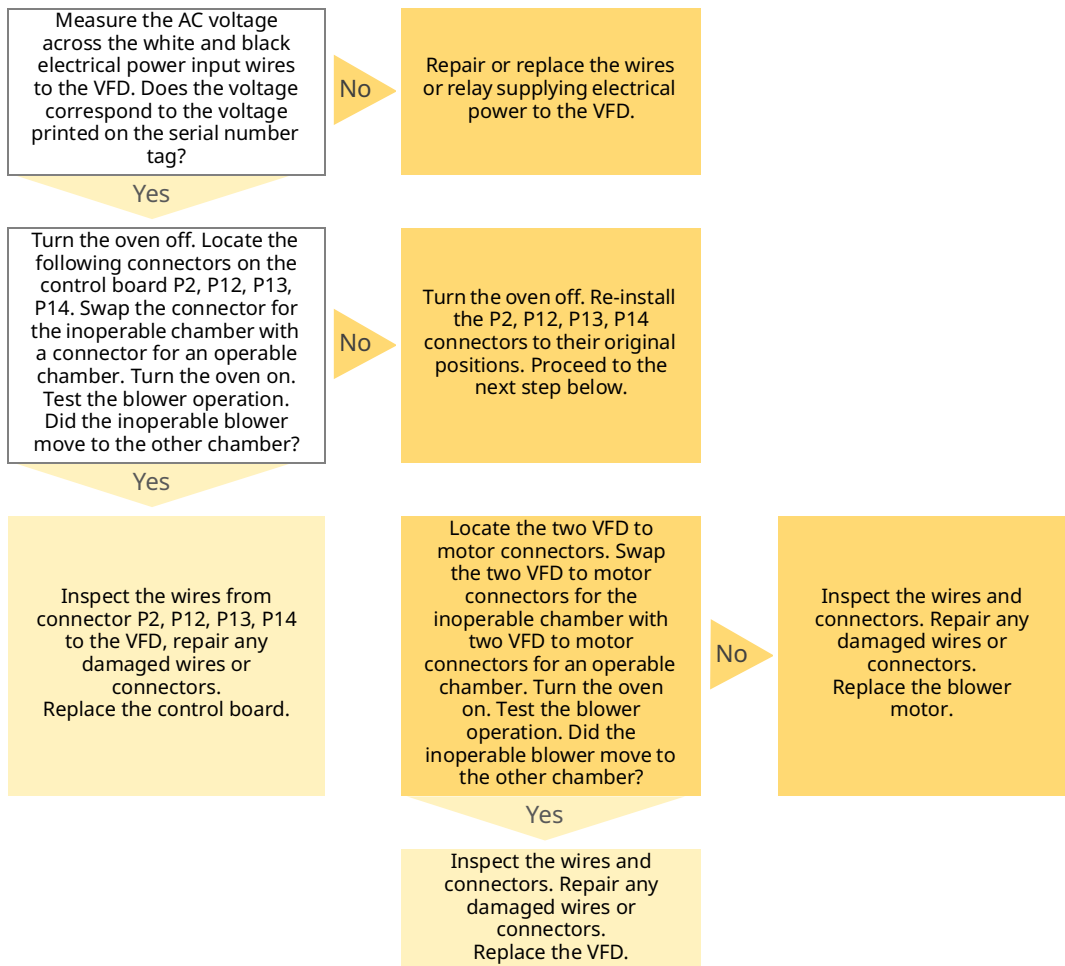 Measure the AC voltage
across the white and black
electrical power input wires
to the VFD. Does the voltage
correspond to the voltage
printed on the serial number
tag?
No
Repair or replace the wires
or relay supplying electrical
power to the VFD.
Yes
Turn the oven off. Locate the
following connectors on the
control board P2, P12, P13,
P14. Swap the connector for
the inoperable chamber with
a connector for an operable
chamber. Turn the oven on.
Test the blower operation.
Did the inoperable blower
move to the other chamber?
No
Turn the oven off. Re-install
the P2, P12, P13, P14
connectors to their original
positions. Proceed to the
next step below.
Yes
Inspect the wires from
connector P2, P12, P13, P14
to the VFD, repair any
damaged wires or
connectors.
Replace the control board.
Locate the two VFD to
motor connectors. Swap
the two VFD to motor
connectors for the
inoperable chamber with
two VFD to motor
connectors for an operable
chamber. Turn the oven
on. Test the blower
operation. Did the
inoperable blower move to
the other chamber?
No
Inspect the wires and
connectors. Repair any
damaged wires or
connectors.
Replace the blower
motor.
Yes
Inspect the wires and
connectors. Repair any
damaged wires or
connectors.
Replace the VFD.